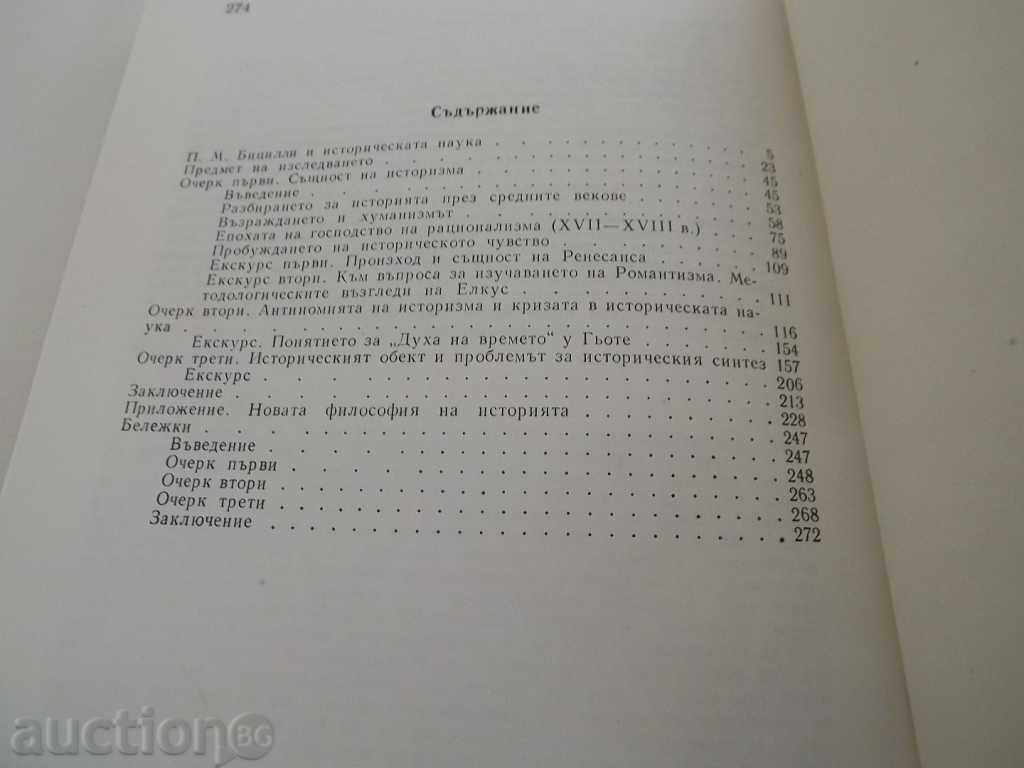 274
Съдържание
П. М. Бицилли и историческата наука . . . . . . . . . . . 5
Предмет на изследването . . . . . . . . . . . . . . . 23
Очерк първи. Същност на историзма . . . . . . . . . . . 45
Въведение . . . . . . . . . . . . . . . . . . 45
Разбирането за историята през средните векове . . . . . . 53
Възраждането и хуманизмът . . . . . . . . . . . . 58
Епохата на господство на рационализма (XVII—XVIII в.) . . . 75
Пробуждането на историческото чувство . . . . . . . . . 89
Екскурс първи. Произход и същност на Ренесанса . . . . . . 109
Екскурс втори. Към въпроса за изучаването на Романтизма. Ме-
тодологическите възгледи на Елкус . . . . . . . . . . . 111
Очерк втори. Антиномията на историзма и кризата в историческата на-
ука . . . . . . . . . . . . . . . . . . . . . 116
Екскурс. Понятието за „Духа на времето“ у Гьоте . . . . . . 154
Очерк трети. Историческият обект и проблемът за историческия синтез 157
Екскурс . . . . . . . . . . . . . . . . . . . 206
Заключение . . . . . . . . . . . . . . . . . . . 213
Приложение. Новата философия на историята . . . . . . . . 228
Бележки . . . . . . . . . . . . . . . . . . . . 247
Въведение . . . . . . . . . . . . . . . . . . 247
Очерк първи . . . . . . . . . . . . . . . . . 248
Очерк втори . . . . . . . . . . . . . . . . . 263
Очерк трети . . . . . . . . . . . . . . . . . 268
Заключение . . . . . . . . . . . . . . . . . . 272
auction BG